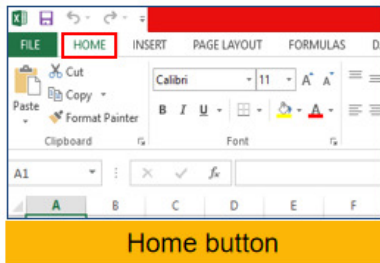 FILE HOME INSERT PAGE LAYOUT FORMULAS D
Cut
Calibri 11 A A
Copy
Paste
B I U A
Format Painter
Clipboard Font
A1 fx
A B C D E F
Home button